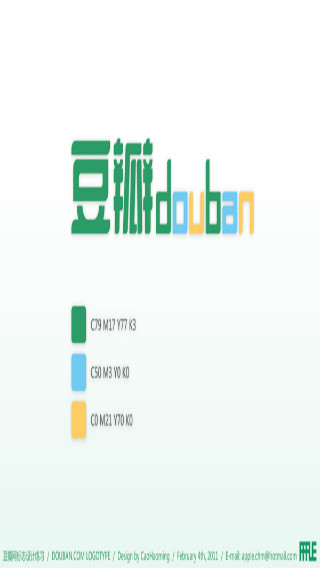 豆瓣douban
C79 M17 Y77 K3
C50 M3 Y0 K0
C0 M21 Y70 K0
豆瓣网标志设计练习 / DOUBAN.COM LOGOTYPE / Design by CaoHaoming / February 4th, 2011 / E-mail: apple.chm@hotmail.com